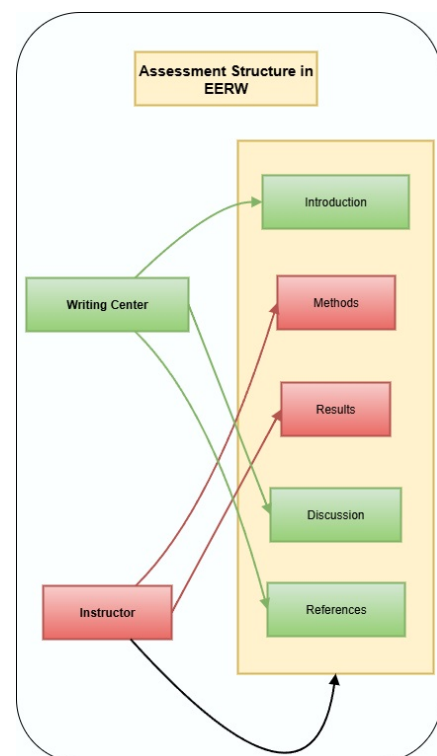 Assessment Structure in
EERW
Introduction
Writing Center
Methods
Results
Discussion
Instructor
References